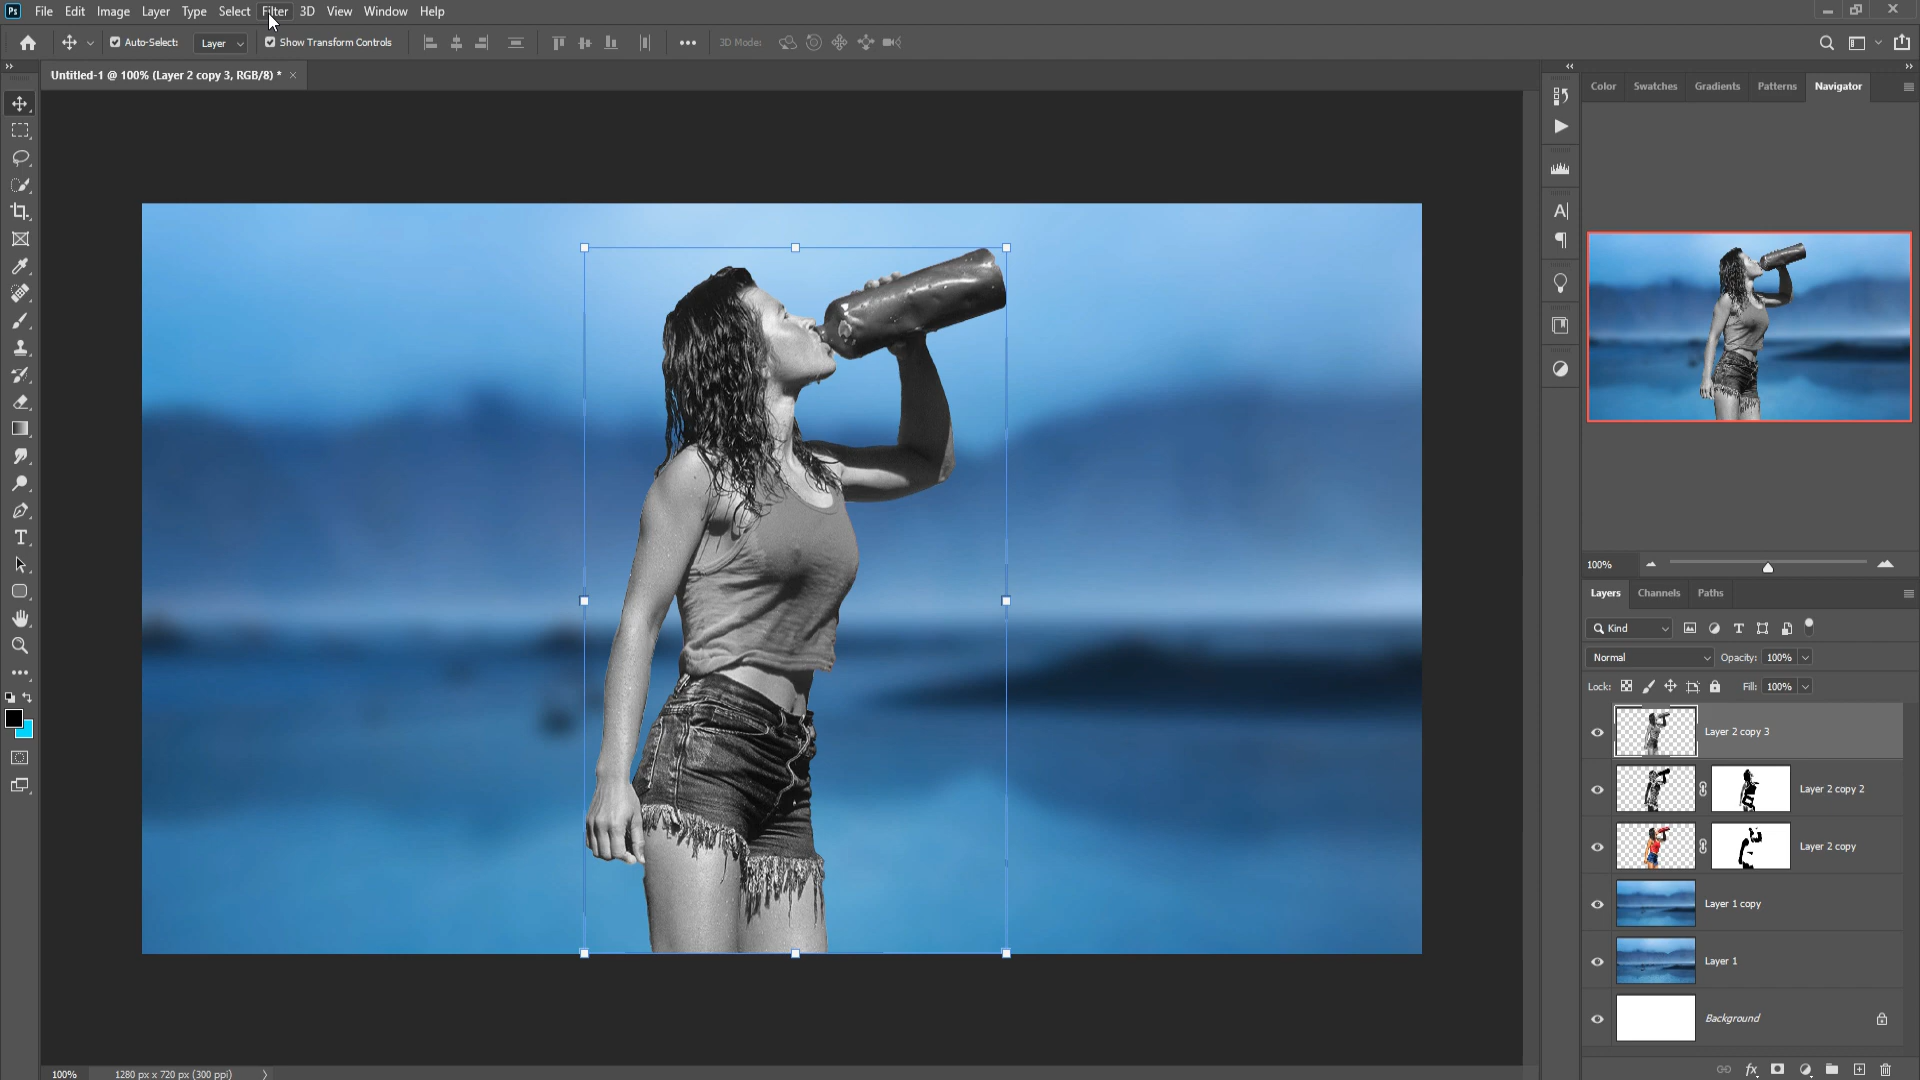 Ps File Edit Image Layer Type Select Filter 3D View Window Help
Auto-Select: Layer Show Transform Controls 3D Mode:
Untitled-1 @ 100% (Layer 2 copy 3, RGB/8) *
Color Swatches Gradients Patterns Navigator
100%
Layers Channels Paths
Kind
Normal Opacity: 100%
Lock: Fill: 100%
Layer 2 copy 3
Layer 2 copy 2
Layer 2 copy
Layer 1 copy
Layer 1
Background
100% 1280 px x 720 px (300 ppi)